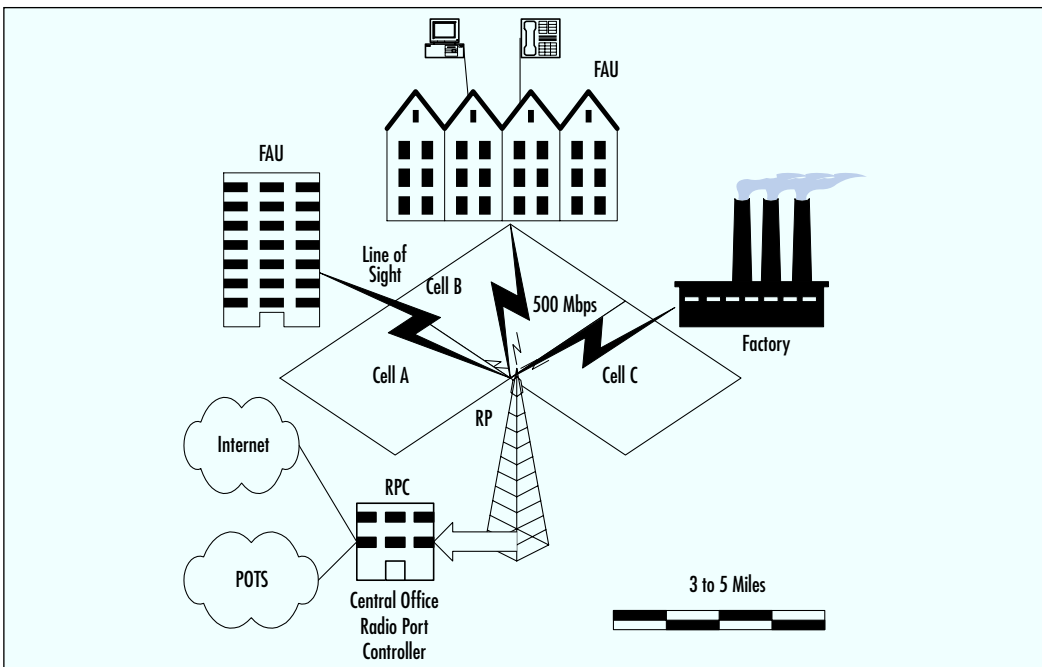 FAU
FAU
Line of
Sight
Cell B
500 Mbps
Factory
Cell A
Cell C
RP
Internet
RPC
POTS
3 to 5 Miles
Central Office
Radio Port
Controller